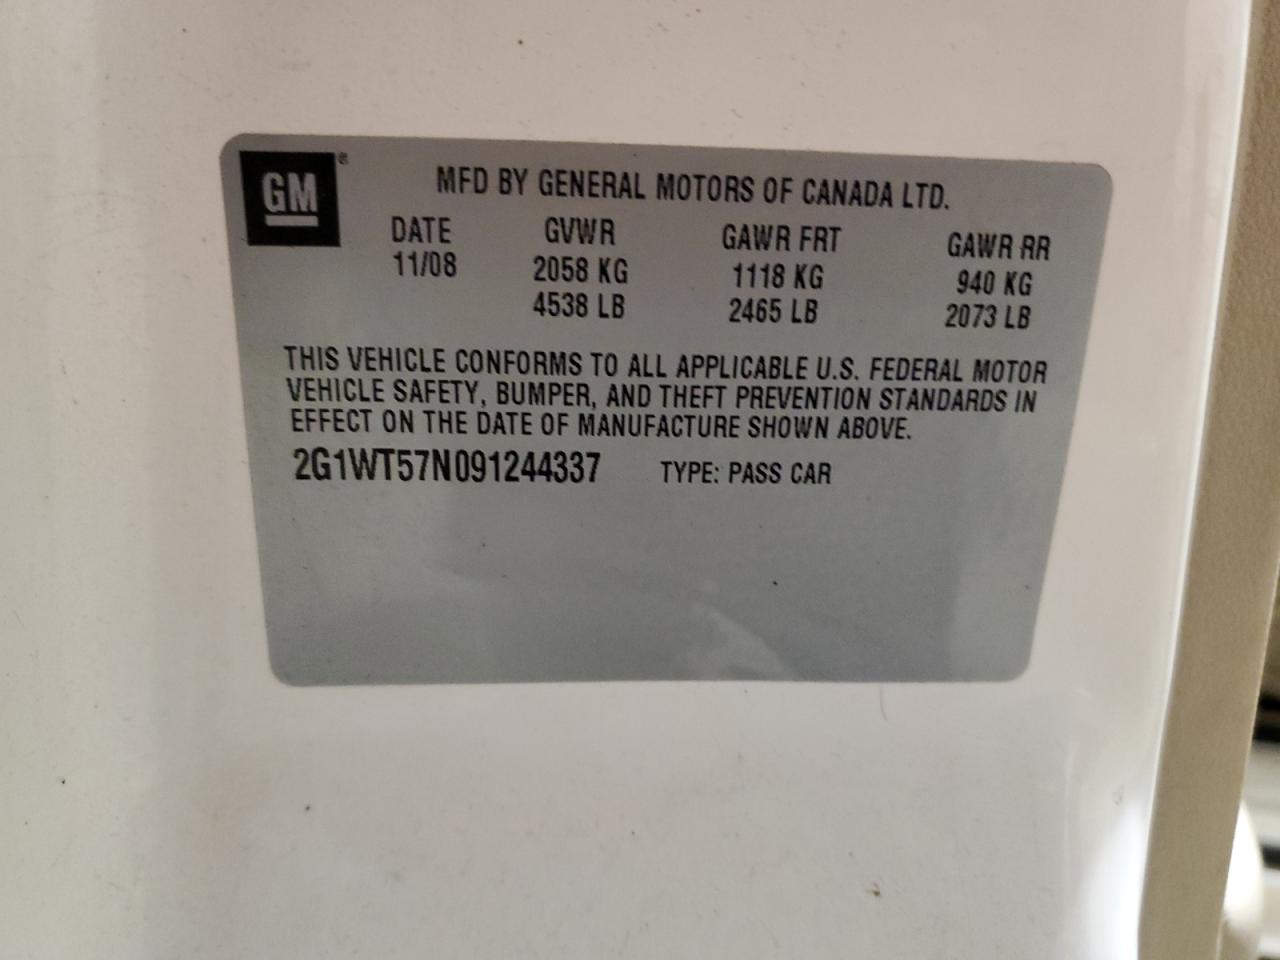 GM®
MFD BY GENERAL MOTORS OF CANADA LTD.
DATE GVWR GAWR FRT GAWR RR
11/08 2058 KG 1118 KG 940 KG
4538 LB 2465 LB 2073 LB
THIS VEHICLE CONFORMS TO ALL APPLICABLE U.S. FEDERAL MOTOR
VEHICLE SAFETY, BUMPER, AND THEFT PREVENTION STANDARDS IN
EFFECT ON THE DATE OF MANUFACTURE SHOWN ABOVE.
2G1WT57N091244337 TYPE: PASS CAR